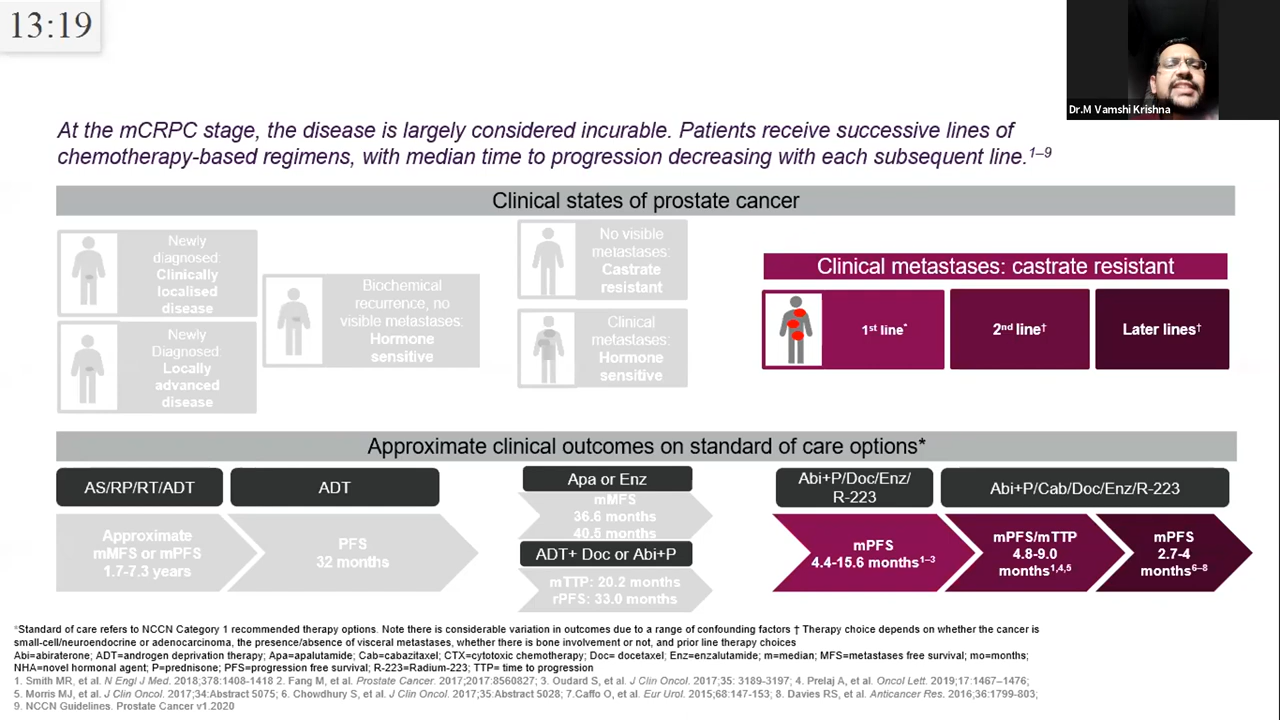 13:19
Dr.M Vamshi Krishna
At the mCRPC stage, the disease is largely considered incurable. Patients receive successive lines of
chemotherapy-based regimens, with median time to progression decreasing with each subsequent line.1–9
Clinical states of prostate cancer
Newly
diagnosed:
Clinically
localised
disease
Newly
Diagnosed:
Locally
advanced
disease
Biochemical
recurrence, no
visible metastases:
Hormone
sensitive
No visible
metastases:
Castrate
resistant
Clinical
metastases:
Hormone
sensitive
Clinical metastases: castrate resistant
1st line*
2nd line†
Later lines†
Approximate clinical outcomes on standard of care options*
AS/RP/RT/ADT
Approximate
mMFS or mPFS
1.7-7.3 years
ADT
PFS
32 months
Apa or Enz
mMFS
36.6 months
40.5 months
ADT+ Doc or Abi+P
mTTP: 20.2 months
rPFS: 33.0 months
Abi+P/Doc/Enz/
R-223
mPFS
4.4-15.6 months1–3
Abi+P/Cab/Doc/Enz/R-223
mPFS/mTTP
4.8-9.0
months1,4,5
mPFS
2.7-4
months6–8
*Standard of care refers to NCCN Category 1 recommended therapy options. Note there is considerable variation in outcomes due to a range of confounding factors † Therapy choice depends on whether the cancer is
small-cell/neuroendocrine or adenocarcinoma, the presence/absence of visceral metastases, whether there is bone involvement or not, and prior line therapy choices
Abi=abiraterone; ADT=androgen deprivation therapy; Apa=apalutamide; Cab=cabazitaxel; CTX=cytotoxic chemotherapy; Doc= docetaxel; Enz=enzalutamide; m=median; MFS=metastases free survival; mo=months;
NHA=novel hormonal agent; P=prednisone; PFS=progression free survival; R-223=Radium-223; TTP= time to progression
1. Smith MR, et al. N Engl J Med. 2018;378:1408-1418 2. Fang M, et al. Prostate Cancer. 2017;2017:8560827; 3. Oudard S, et al. J Clin Oncol. 2017;35: 3189-3197; 4. Prelaj A, et al. Oncol Lett. 2019;17:1467–1476;
5. Morris MJ, et al. J Clin Oncol. 2017;34:Abstract 5075; 6. Chowdhury S, et al. J Clin Oncol. 2017;35:Abstract 5028; 7.Caffo O, et al. Eur Urol. 2015;68:147-153; 8. Davies RS, et al. Anticancer Res. 2016;36:1799-803;
9. NCCN Guidelines. Prostate Cancer v1.2020